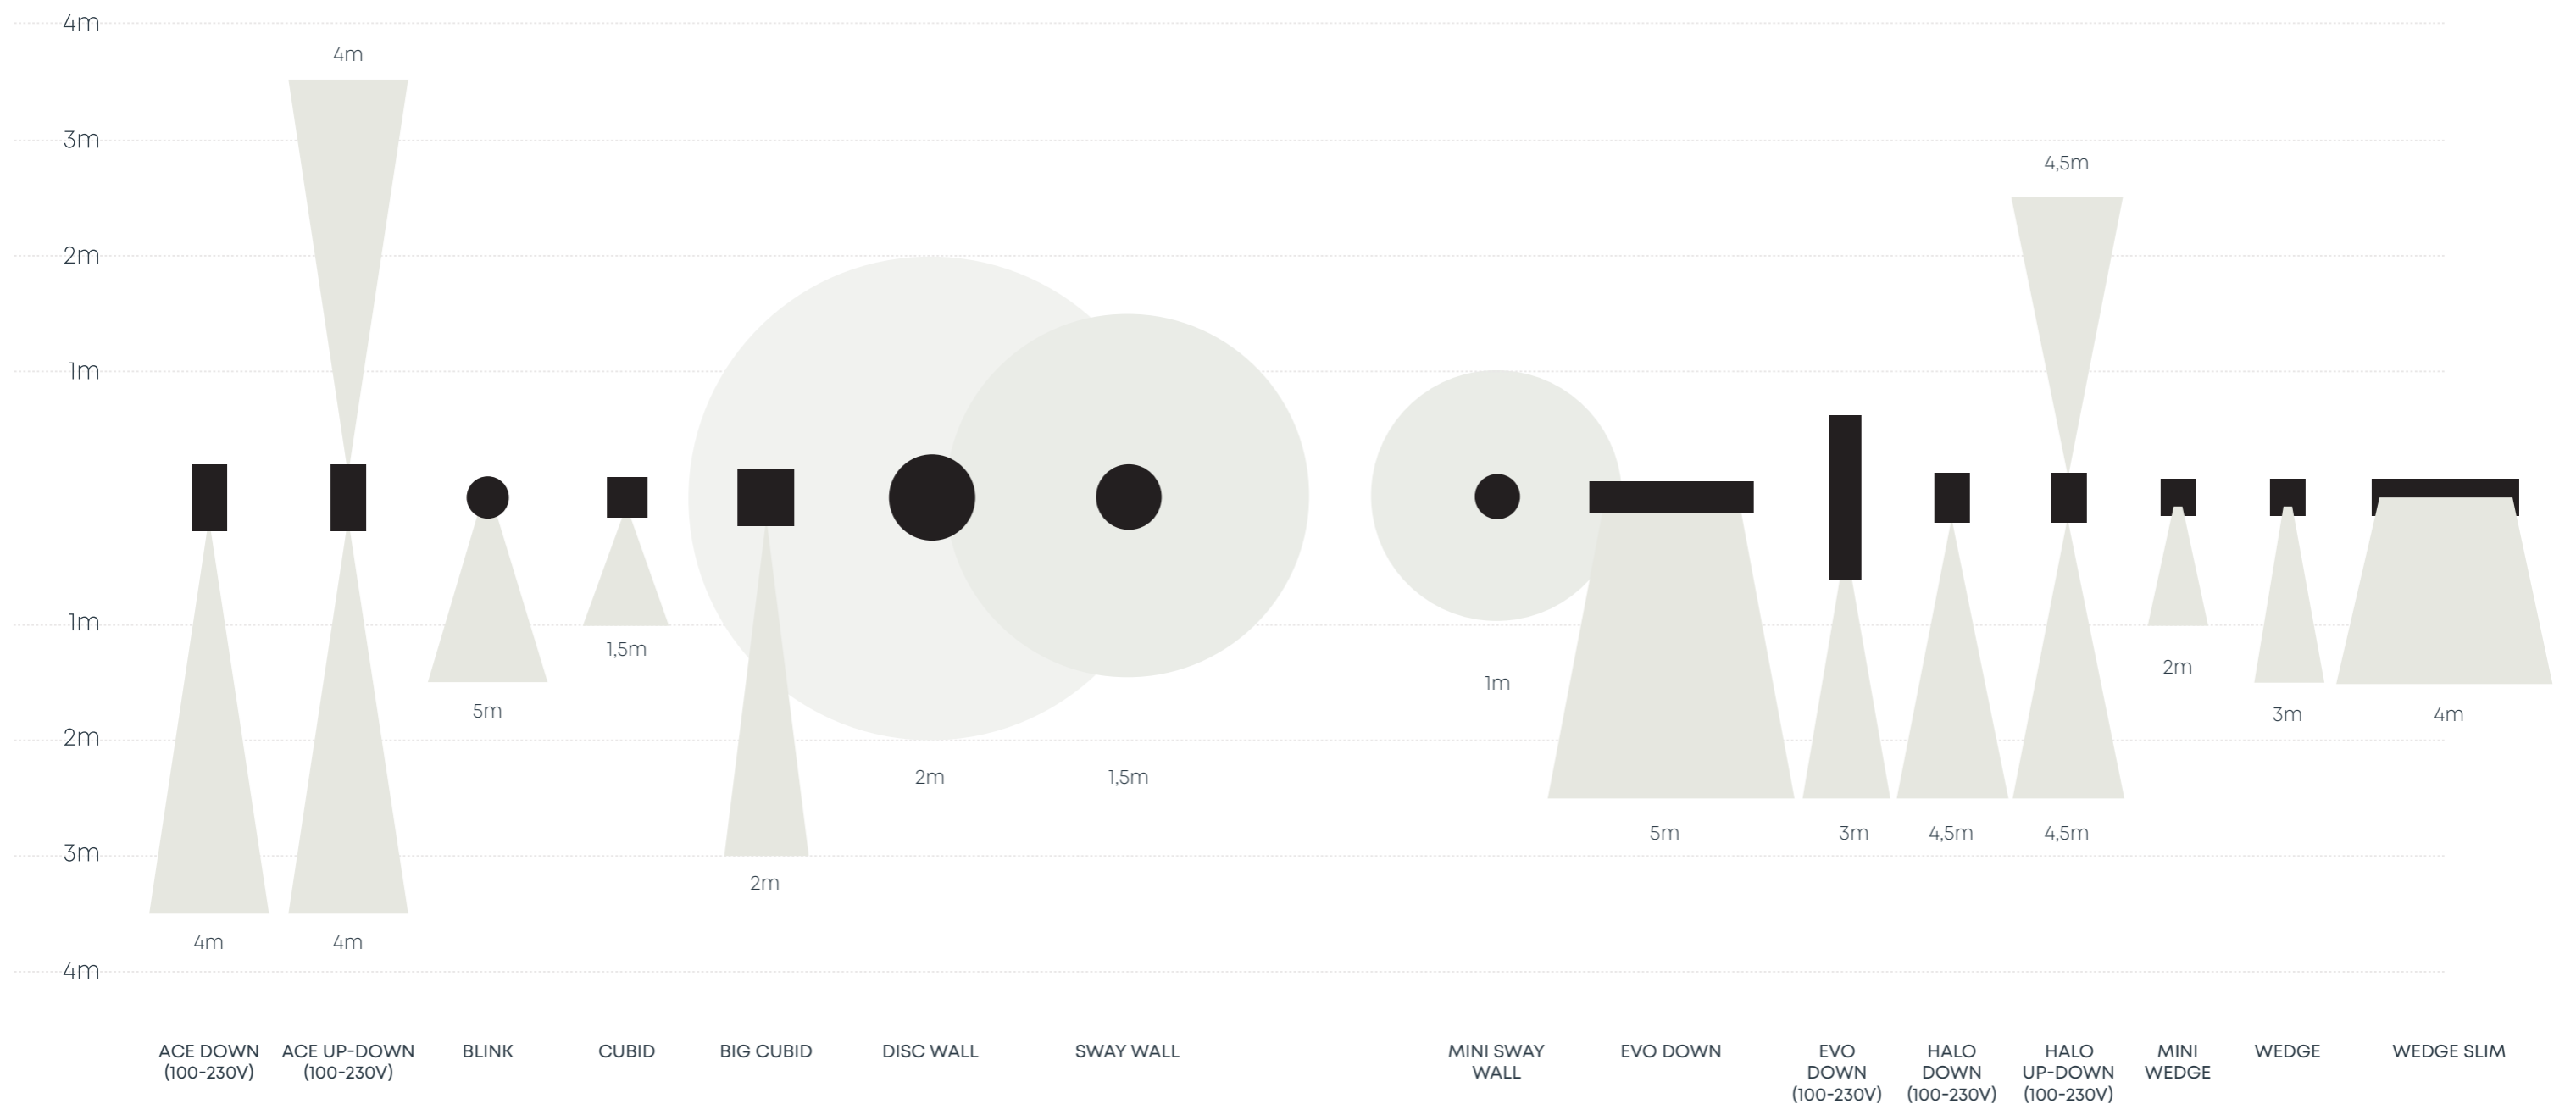 4m
4m
3m
4,5m
2m
1m
1m
1,5m
2m
1m
5m
2m
3m
4m
2m
1,5m
5m
3m
4,5m
4,5m
3m
2m
4m
4m
4m
ACE DOWN
(100-230V)
ACE UP-DOWN
(100-230V)
BLINK
CUBID
BIG CUBID
DISC WALL
SWAY WALL
MINI SWAY
WALL
EVO DOWN
EVO
DOWN
(100-230V)
HALO
DOWN
(100-230V)
HALO
UP-DOWN
(100-230V)
MINI
WEDGE
WEDGE
WEDGE SLIM